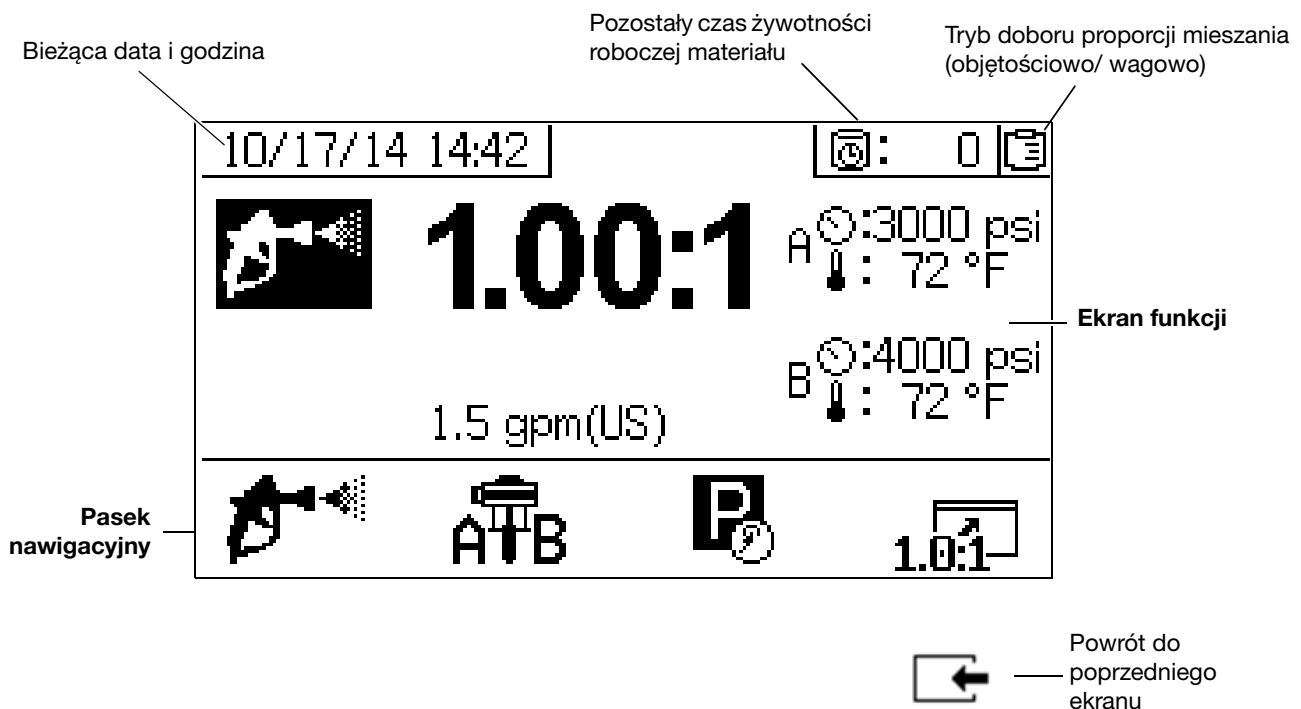 Bieżąca data i godzina
Pozostały czas żywotności
roboczej materiału
Tryb doboru proporcji mieszania
(objętościowo/ wagowo)
10/17/14 14:42
: 0
1.00:1
A
:3000 psi
: 72 °F
Ekran funkcji
B
:4000 psi
: 72 °F
1.5 gpm(US)
Pasek
nawigacyjny
A B
P
1.0:1
Powrót do
poprzedniego
ekranu